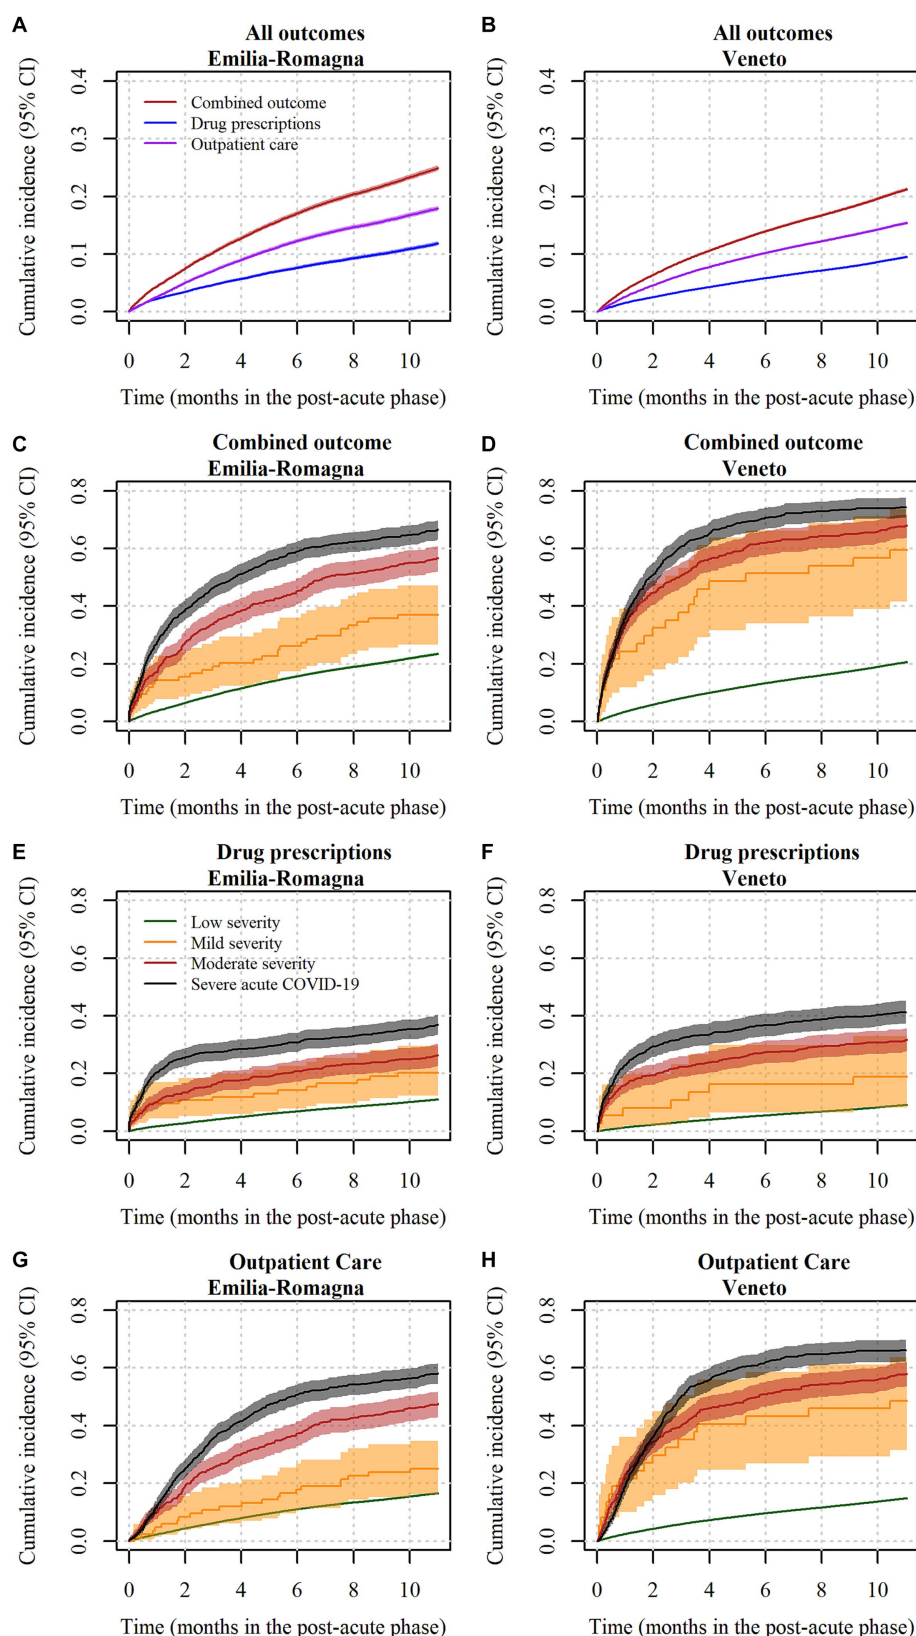 A
All outcomes
Emilia-Romagna
Cumulative incidence (95% CI)
0.4
0.3
0.2
0.1
0.0
Combined outcome
Drug prescriptions
Outpatient care
0 2 4 6 8 10
Time (months in the post-acute phase)
B
All outcomes
Veneto
Cumulative incidence (95% CI)
0.4
0.3
0.2
0.1
0.0
0 2 4 6 8 10
Time (months in the post-acute phase)
C
Combined outcome
Emilia-Romagna
Cumulative incidence (95% CI)
0.8
0.6
0.4
0.2
0.0
0 2 4 6 8 10
Time (months in the post-acute phase)
D
Combined outcome
Veneto
Cumulative incidence (95% CI)
0.8
0.6
0.4
0.2
0.0
0 2 4 6 8 10
Time (months in the post-acute phase)
E
Drug prescriptions
Emilia-Romagna
Cumulative incidence (95% CI)
0.8
0.6
0.4
0.2
0.0
Low severity
Mild severity
Moderate severity
Severe acute COVID-19
0 2 4 6 8 10
Time (months in the post-acute phase)
F
Drug prescriptions
Veneto
Cumulative incidence (95% CI)
0.8
0.6
0.4
0.2
0.0
0 2 4 6 8 10
Time (months in the post-acute phase)
G
Outpatient Care
Emilia-Romagna
Cumulative incidence (95% CI)
0.8
0.6
0.4
0.2
0.0
0 2 4 6 8 10
Time (months in the post-acute phase)
H
Outpatient Care
Veneto
Cumulative incidence (95% CI)
0.8
0.6
0.4
0.2
0.0
0 2 4 6 8 10
Time (months in the post-acute phase)